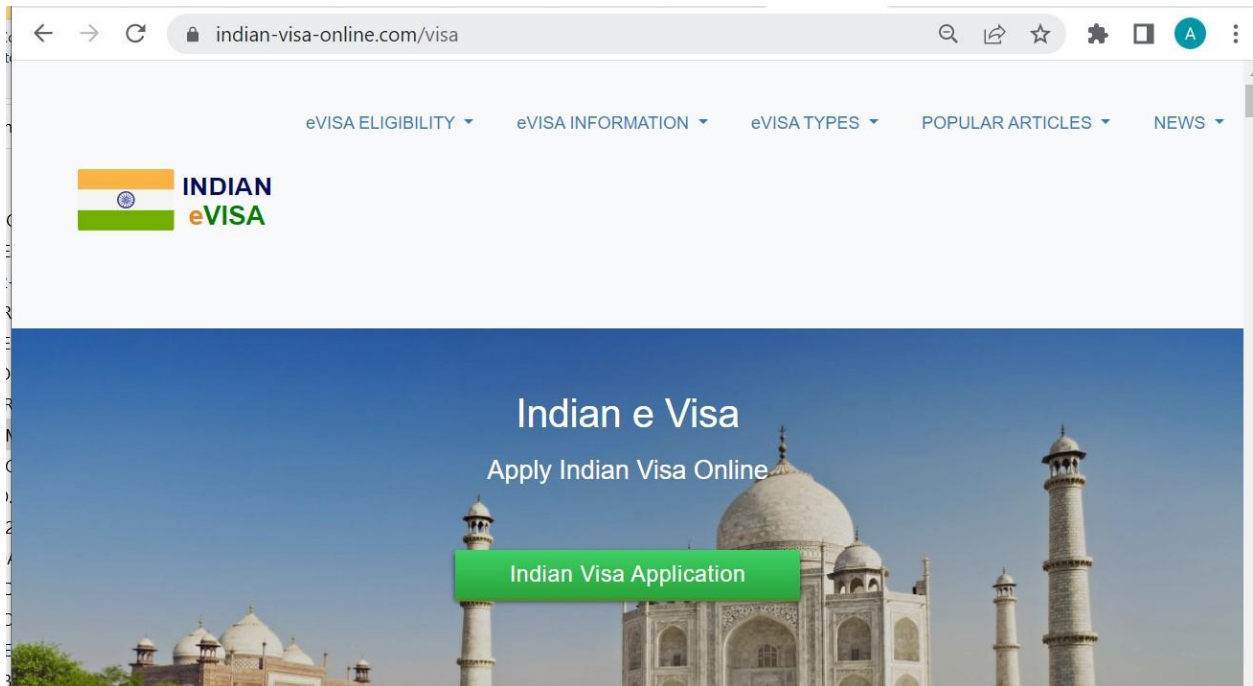 indian-visa-online.com/visa
A
eVISA ELIGIBILITY eVISA INFORMATION eVISA TYPES POPULAR ARTICLES NEWS
INDIAN
eVISA
Indian e Visa
Apply Indian Visa Online
Indian Visa Application